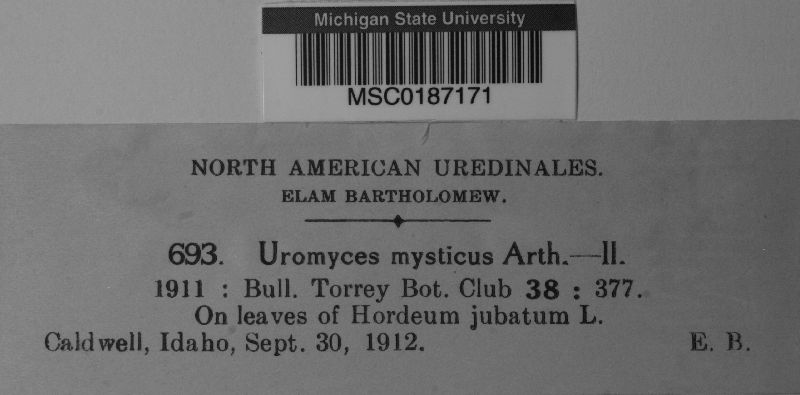 Michigan State University
MSC0187171
NORTH AMERICAN UREDINALES.
ELAM BARTHOLOMEW.
693. Uromyces mysticus Arth.—II.
1911 : Bull. Torrey Bot. Club 38 : 377.
On leaves of Hordeum jubatum L.
Caldwell, Idaho, Sept. 30, 1912. E. B.